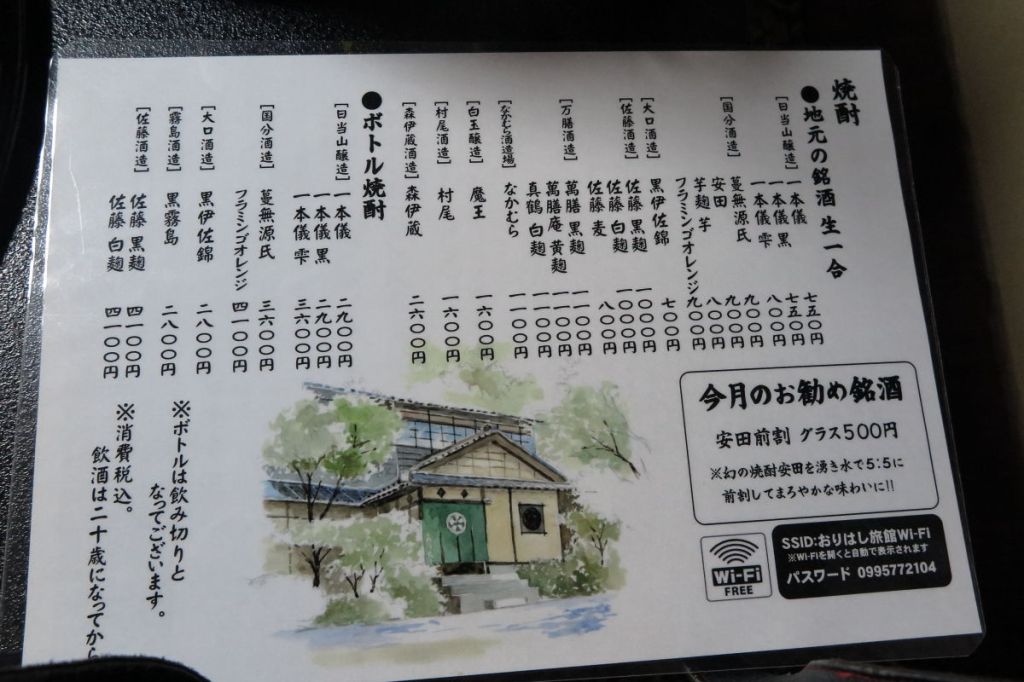 焼酎
●地元の銘酒 生一合
[日当山醸造] 一本儀 七五〇円
一本儀 黒 七五〇円
一本儀 雫 八〇〇円
[国分酒造] 蔓無源氏 九〇〇円
安田 九〇〇円
芋麹 芋 八〇〇円
フラミンゴオレンジ 九〇〇円
[大口酒造] 黒伊佐錦 七〇〇円
[佐藤酒造] 佐藤 黒麹 一〇〇〇円
佐藤 白麹 一〇〇〇円
佐藤 麦 八〇〇円
[万膳酒造] 萬膳 黒麹 一一〇〇円
萬膳庵 黄麹 一一〇〇円
真鶴 白麹 一一〇〇円
[なかむら酒造場] なかむら 一〇〇〇円
[白玉醸造] 魔王 一六〇〇円
[村尾酒造] 村尾 一六〇〇円
[森伊蔵酒造] 森伊蔵 二六〇〇円
●ボトル焼酎
[日当山醸造] 一本儀 二九〇〇円
一本儀 黒 二九〇〇円
一本儀 雫 三六〇〇円
[国分酒造] 蔓無源氏 三六〇〇円
フラミンゴオレンジ 四一〇〇円
[大口酒造] 黒伊佐錦 二八〇〇円
[霧島酒造] 黒霧島 二八〇〇円
[佐藤酒造] 佐藤 黒麹 四一〇〇円
佐藤 白麹 四一〇〇円
※ボトルは飲み切りと
なってございます。
※消費税込。
飲酒は二十歳になってから
今月のお勧め銘酒
安田前割 グラス500円
※幻の焼酎安田を湧き水で5:5に
前割してまろやかな味わいに!!
Wi-Fi
FREE
SSID:おりはし旅館Wi-Fi
※Wi-Fiを開くと自動で表示されます
パスワード 0995772104